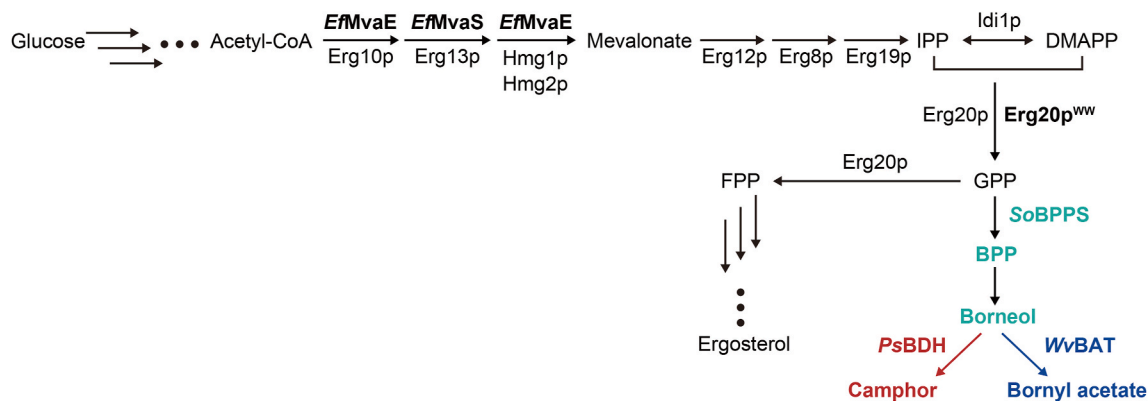 EfMvaE EfMvaS EfMvaE Idi1p
Glucose Acetyl-CoA Mevalonate IPP DMAPP
Erg10p Erg13p Hmg1p Erg12p Erg8p Erg19p
Hmg2p
Erg20p Erg20pᵂᵂ
Erg20p
FPP GPP
SoBPPS
BPP
Borneol
Ergosterol PsBDH WvBAT
Camphor Bornyl acetate